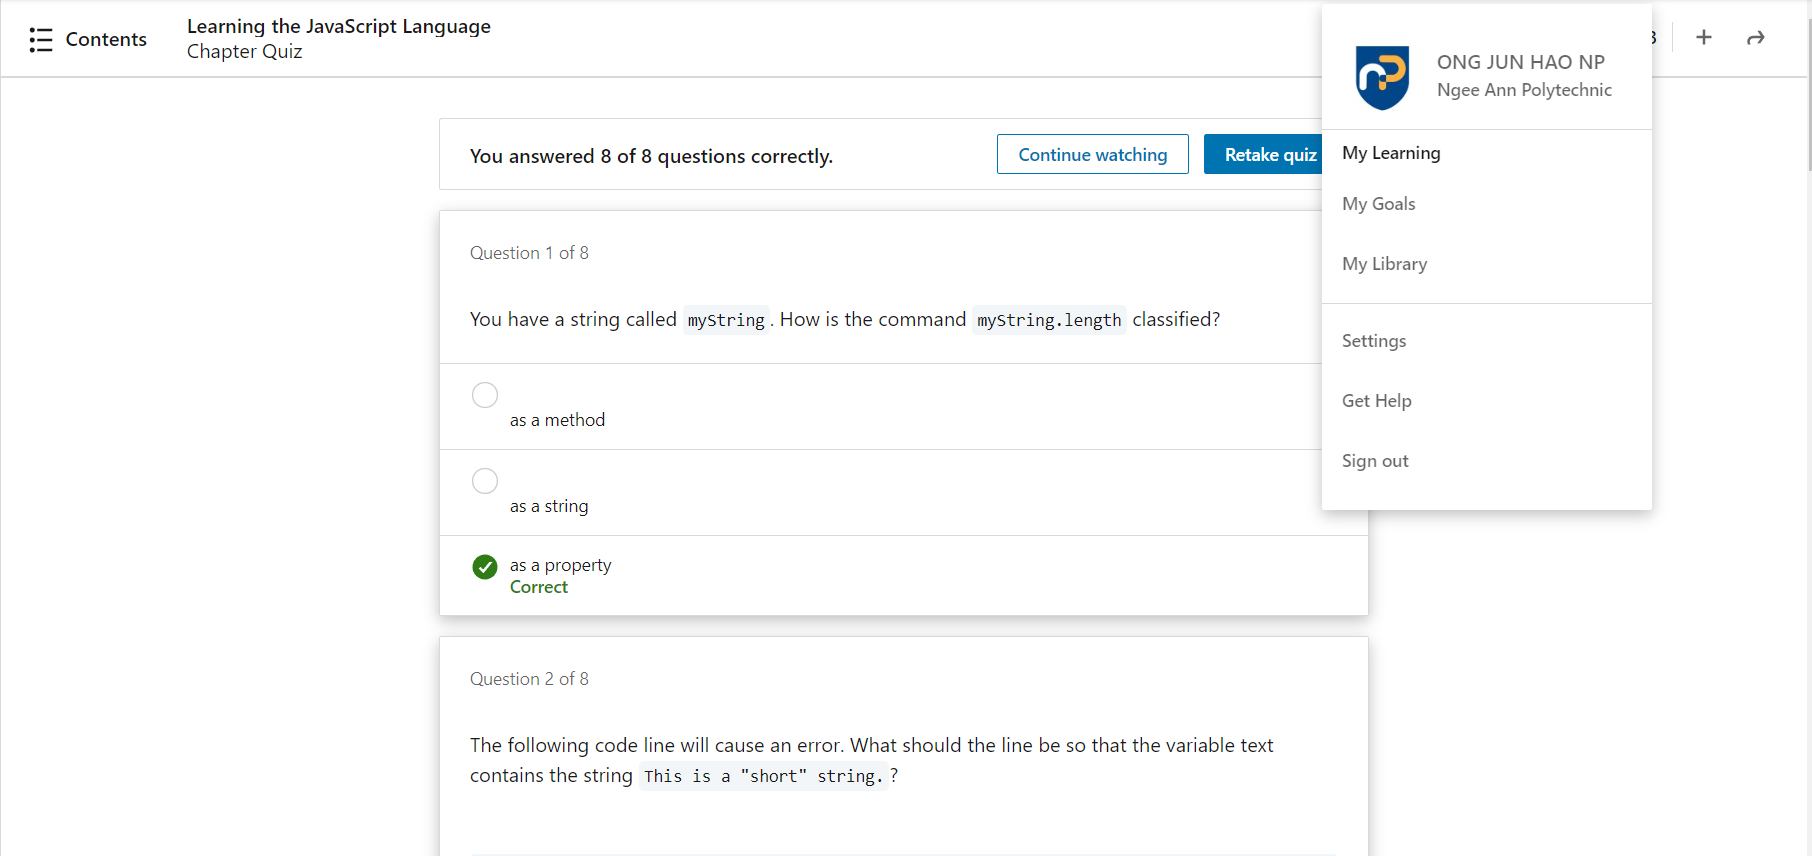 Contents
Learning the JavaScript Language
Chapter Quiz
ONG JUN HAO NP
Ngee Ann Polytechnic
My Learning
My Goals
My Library
Settings
Get Help
Sign out
You answered 8 of 8 questions correctly.
Continue watching
Retake quiz
Question 1 of 8
You have a string called myString. How is the command myString.length classified?
as a method
as a string
as a property
Correct
Question 2 of 8
The following code line will cause an error. What should the line be so that the variable text
contains the string This is a "short" string.?